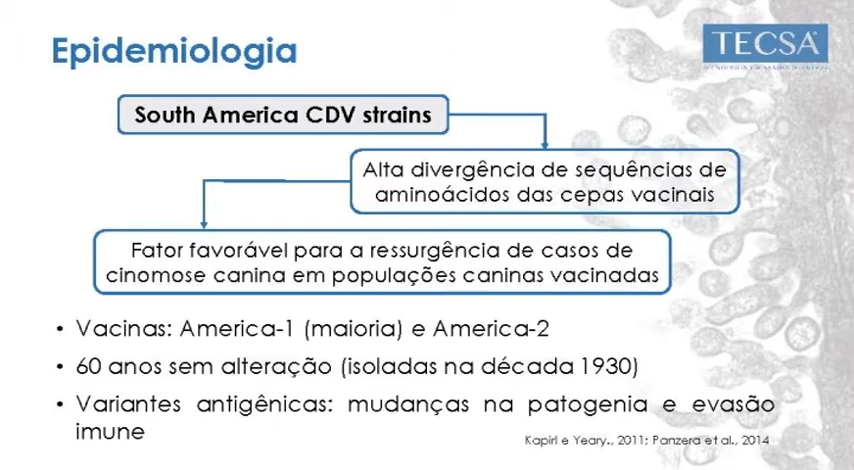 Epidemiologia
TECSA
South America CDV strains
Alta divergência de sequências de
aminoácidos das cepas vacinais
Fator favorável para a ressurgência de casos de
cinomose canina em populações caninas vacinadas
• Vacinas: America-1 (maioria) e America-2
• 60 anos sem alteração (isoladas na década 1930)
• Variantes antigênicas: mudanças na patogenia e evasão
imune
Kapirl e Yeary., 2011; Panzera et al., 2014